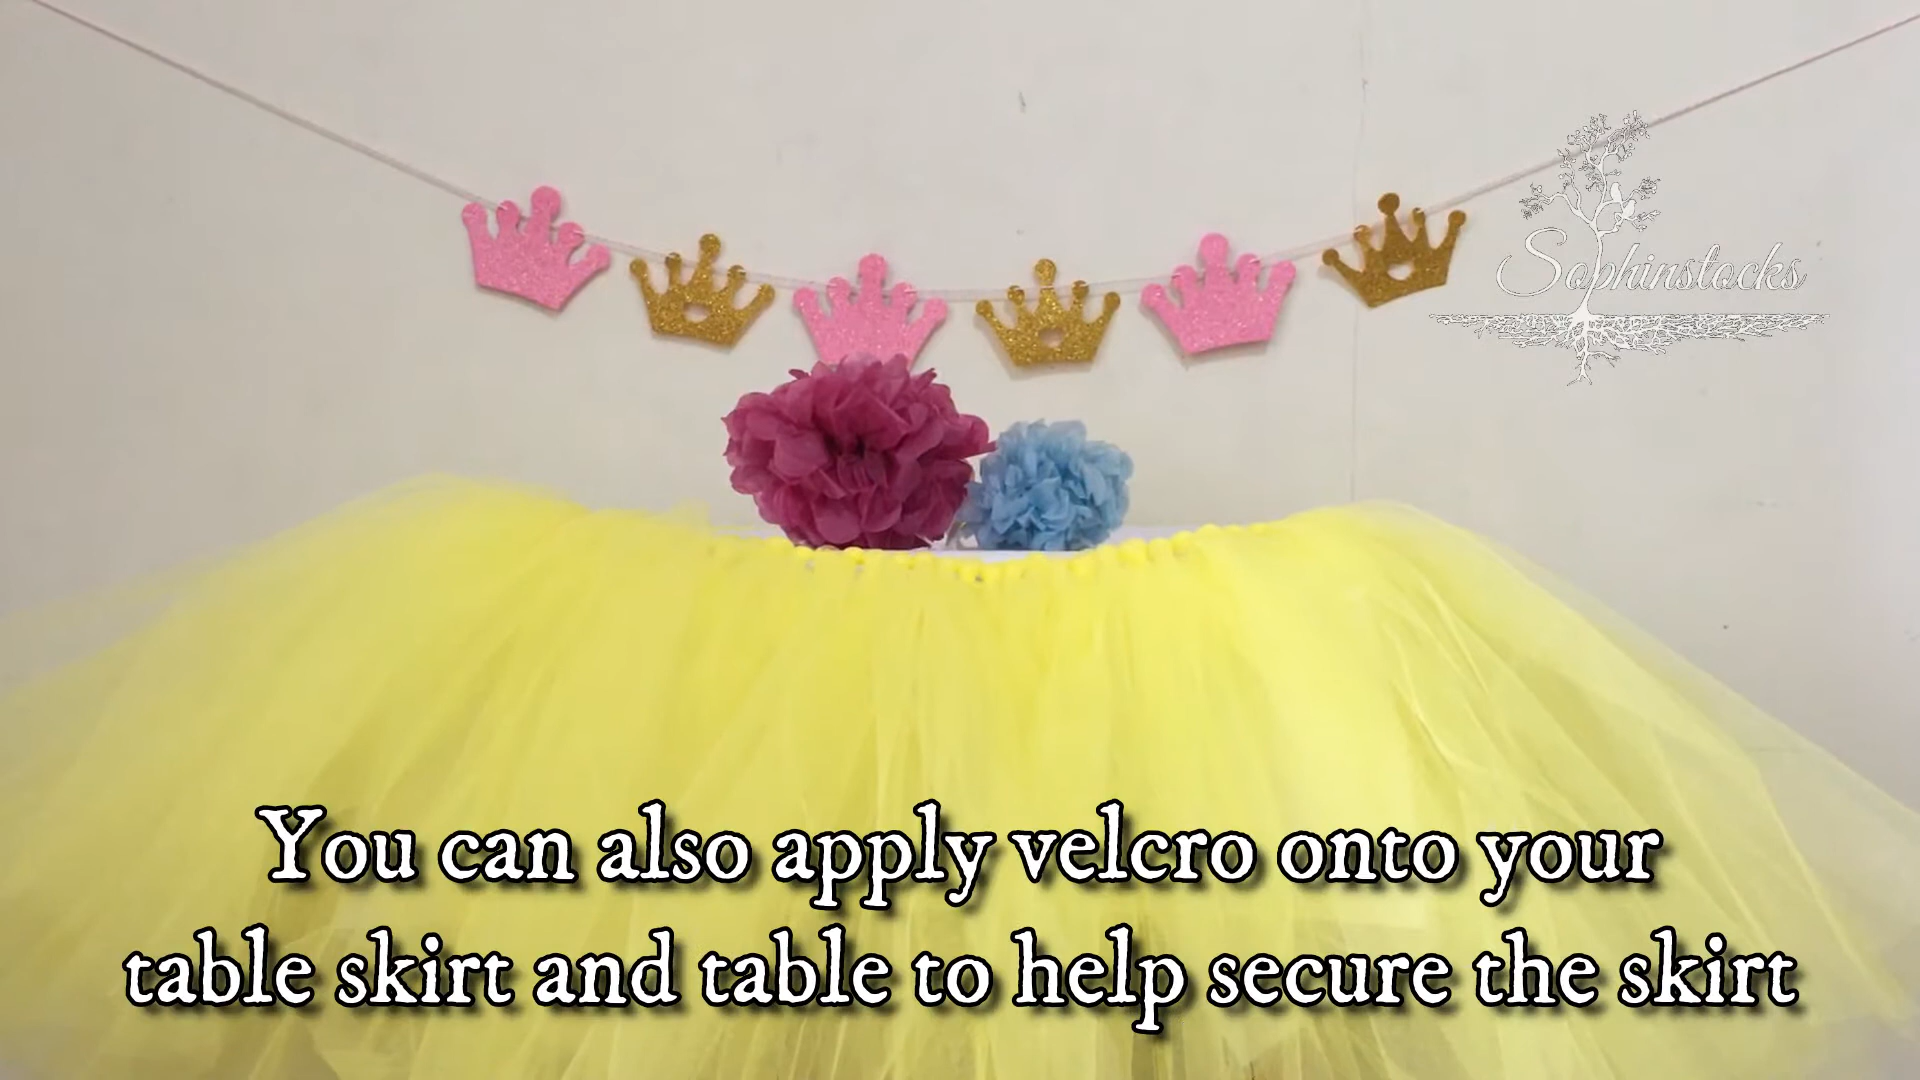 Sophinstocks
You can also apply velcro onto your
table skirt and table to help secure the skirt